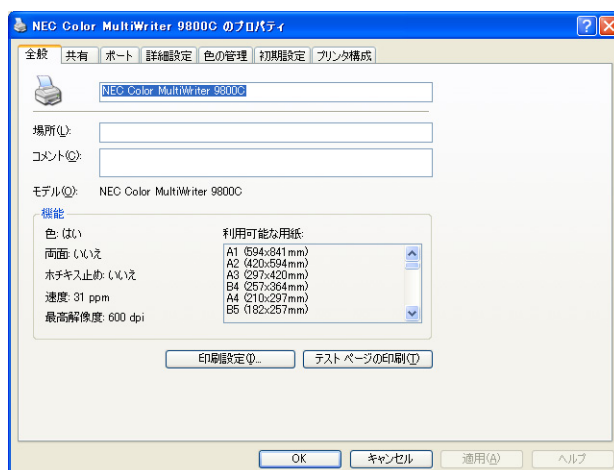 NEC Color MultiWriter 9800C のプロパティ
全般 共有 ポート 詳細設定 色の管理 初期設定 プリンタ構成
NEC Color MultiWriter 9800C
場所(L):
コメント(C):
モデル(O): NEC Color MultiWriter 9800C
機能
色: はい
両面: いいえ
ホチキス止め: いいえ
速度: 31 ppm
最高解像度: 600 dpi
利用可能な用紙:
A1 (594x841mm)
A2 (420x594mm)
A3 (297x420mm)
B4 (257x364mm)
A4 (210x297mm)
B5 (182x257mm)
印刷設定(I)... テスト ページの印刷(T)
OK キャンセル 適用(A) ヘルプ